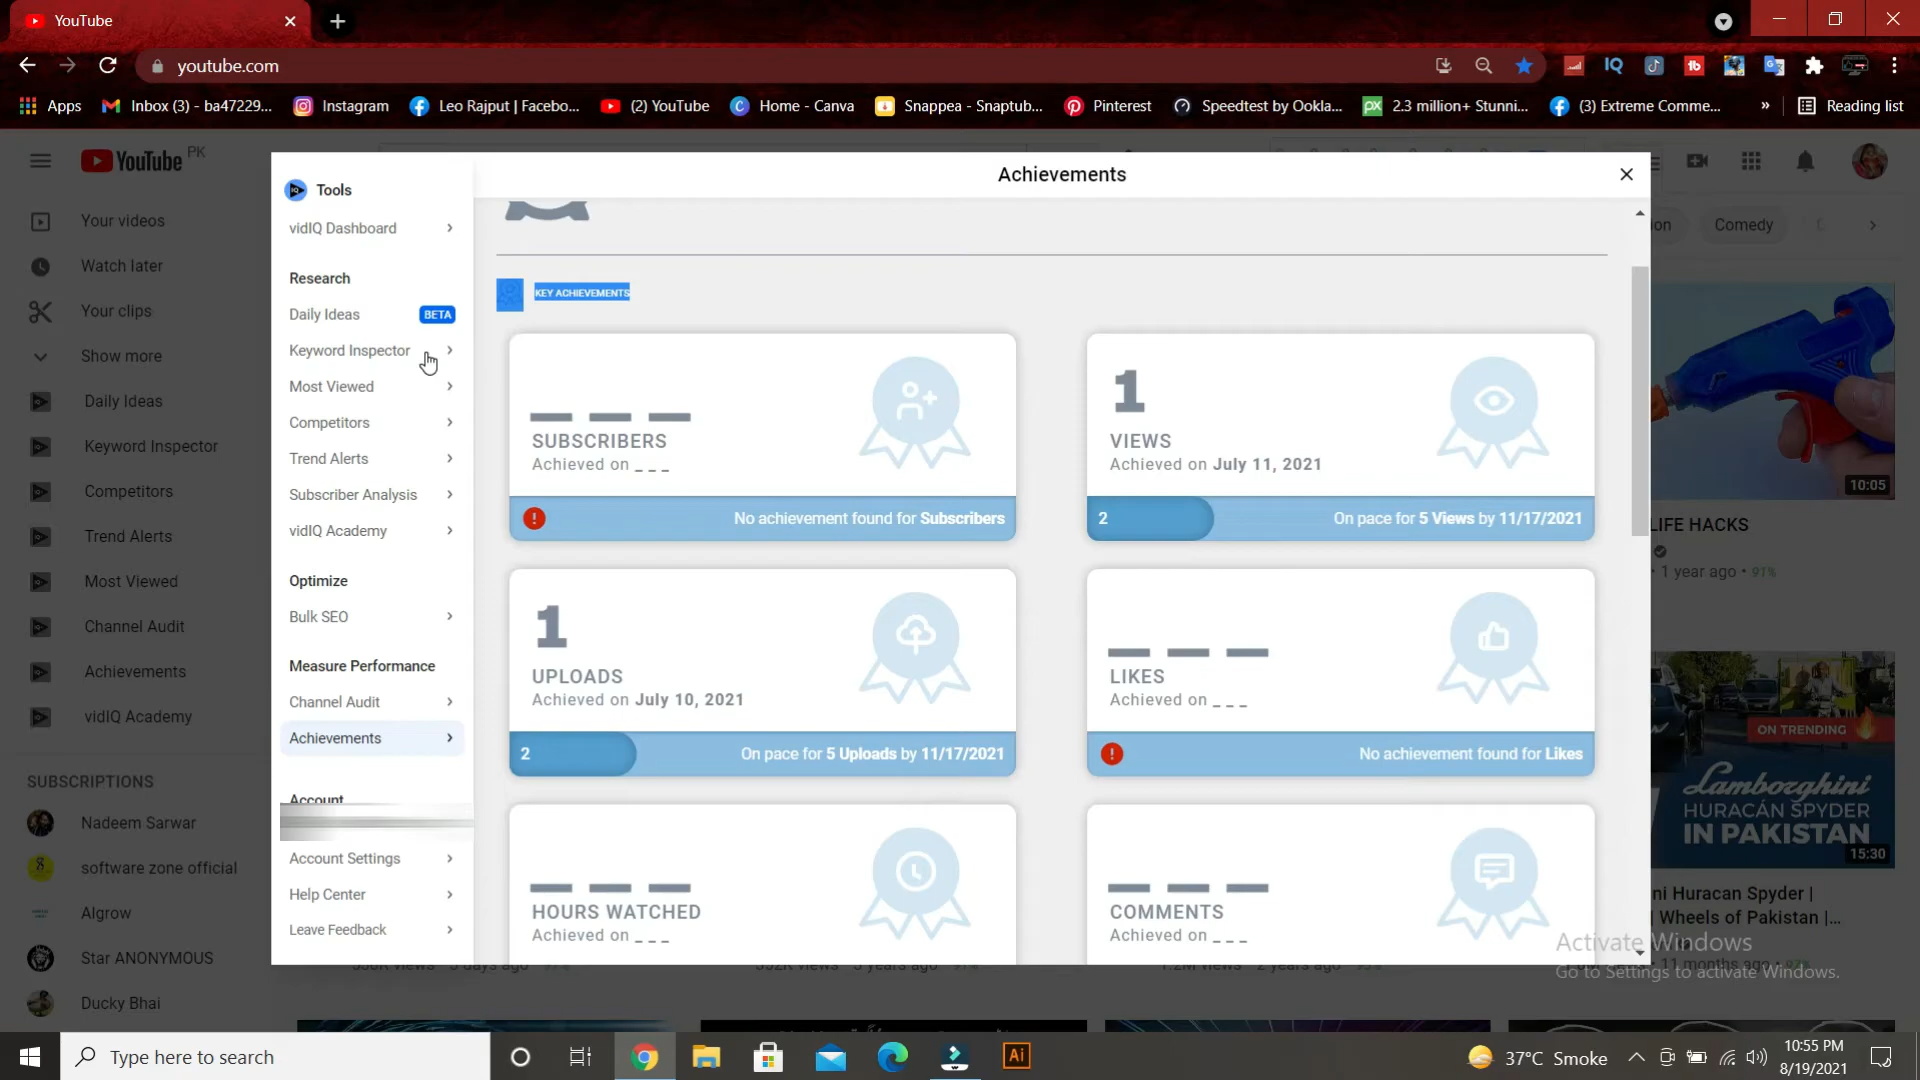 YouTube
youtube.com
Apps
Inbox (3) - ba47229...
Instagram
Leo Rajput | Facebo...
(2) YouTube
Home - Canva
Snappea - Snaptub...
Pinterest
Speedtest by Ookla...
2.3 million+ Stunni...
(3) Extreme Comme...
»
Reading list
YouTube PK
Your videos
Watch later
Your clips
Show more
Daily Ideas
Keyword Inspector
Competitors
Trend Alerts
Most Viewed
Channel Audit
Achievements
vidIQ Academy
SUBSCRIPTIONS
Nadeem Sarwar
software zone official
Algrow
Star ANONYMOUS
Ducky Bhai
Tools
vidIQ Dashboard
Research
Daily Ideas BETA
Keyword Inspector
Most Viewed
Competitors
Trend Alerts
Subscriber Analysis
vidIQ Academy
Optimize
Bulk SEO
Measure Performance
Channel Audit
Achievements
Account
Account Settings
Help Center
Leave Feedback
Achievements
KEY ACHIEVEMENTS
_ _ _
SUBSCRIBERS
Achieved on _ _ _
No achievement found for Subscribers
1
VIEWS
Achieved on July 11, 2021
2
On pace for 5 Views by 11/17/2021
1
UPLOADS
Achieved on July 10, 2021
2
On pace for 5 Uploads by 11/17/2021
_ _ _
LIKES
Achieved on _ _ _
No achievement found for Likes
_ _ _
HOURS WATCHED
Achieved on _ _ _
_ _ _
COMMENTS
Achieved on _ _ _
Comedy
10:05
LIFE HACKS
• 1 year ago • 91%
ON TRENDING
Lamborghini
HURACÁN SPYDER
IN PAKISTAN
15:30
ni Huracan Spyder |
| Wheels of Pakistan |...
11 months ago
Activate Windows
Go to Settings to activate Windows.
Type here to search
Ai
37°C Smoke
10:55 PM
8/19/2021